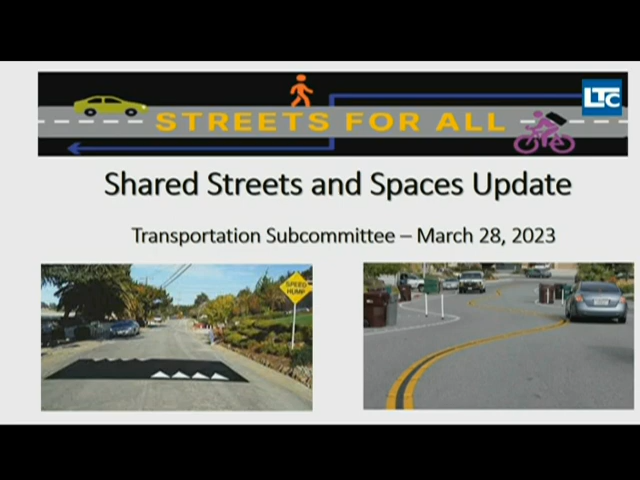 LTC
STREETS FOR ALL
Shared Streets and Spaces Update
Transportation Subcommittee – March 28, 2023
SPEED
HUMP